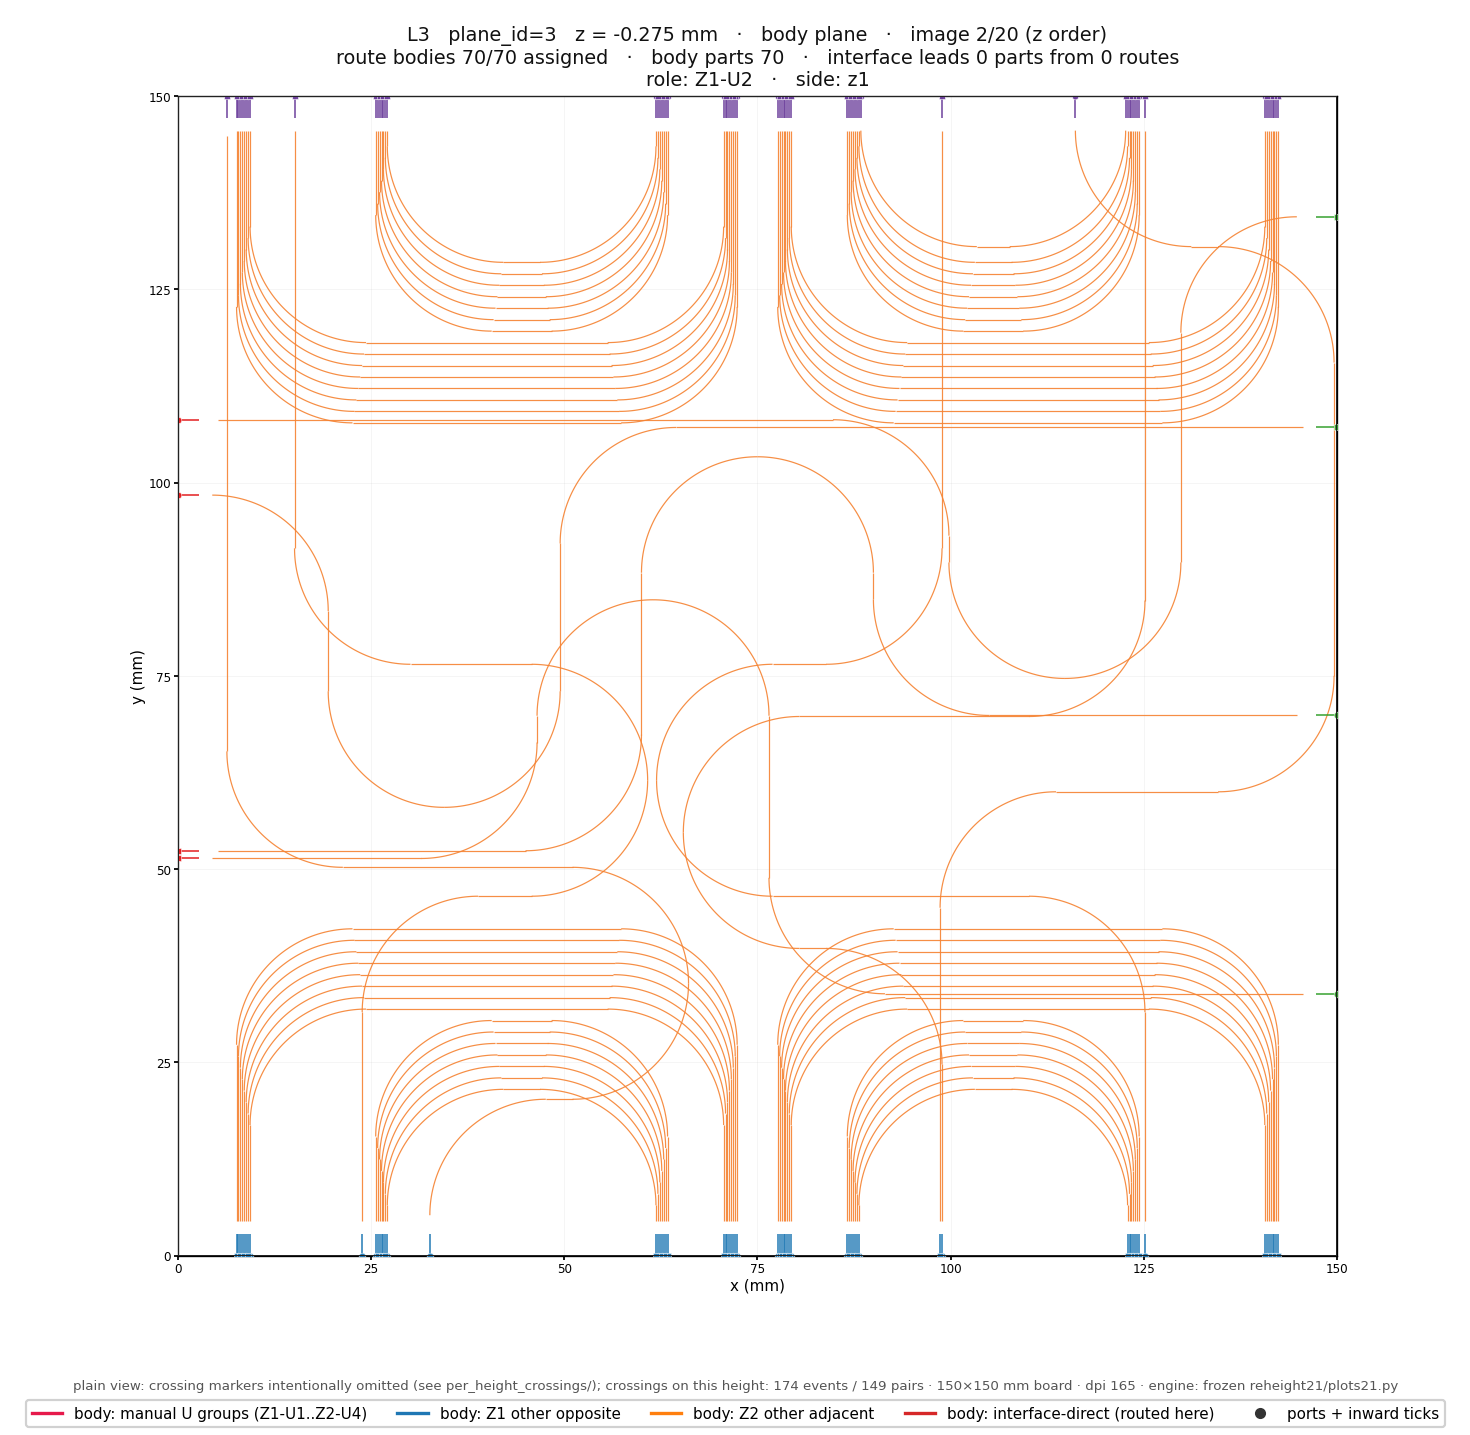 L3   plane_id=3   z = -0.275 mm   ·   body plane   ·   image 2/20 (z order)
route bodies 70/70 assigned   ·   body parts 70   ·   interface leads 0 parts from 0 routes
role: Z1-U2   ·   side: z1
150
125
100
75
50
25
0
y (mm)
0 25 50 75 100 125 150
x (mm)
plain view: crossing markers intentionally omitted (see per_height_crossings/); crossings on this height: 174 events / 149 pairs · 150×150 mm board · dpi 165 · engine: frozen reheight21/plots21.py
body: manual U groups (Z1-U1..Z2-U4) body: Z1 other opposite body: Z2 other adjacent body: interface-direct (routed here) ports + inward ticks